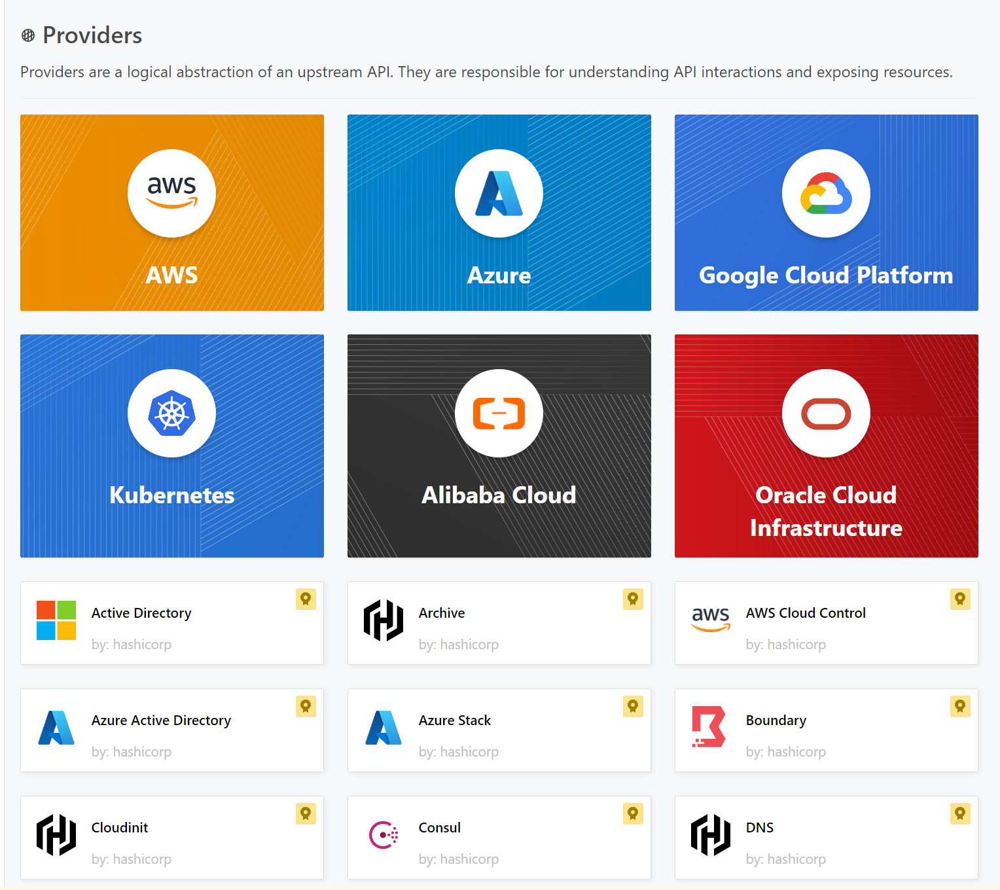 Providers
Providers are a logical abstraction of an upstream API. They are responsible for understanding API interactions and exposing resources.
aws
AWS
Azure
Google Cloud Platform
Kubernetes
Alibaba Cloud
Oracle Cloud
Infrastructure
Active Directory
by: hashicorp
Archive
by: hashicorp
aws
AWS Cloud Control
by: hashicorp
Azure Active Directory
by: hashicorp
Azure Stack
by: hashicorp
Boundary
by: hashicorp
Cloudinit
by: hashicorp
Consul
by: hashicorp
DNS
by: hashicorp